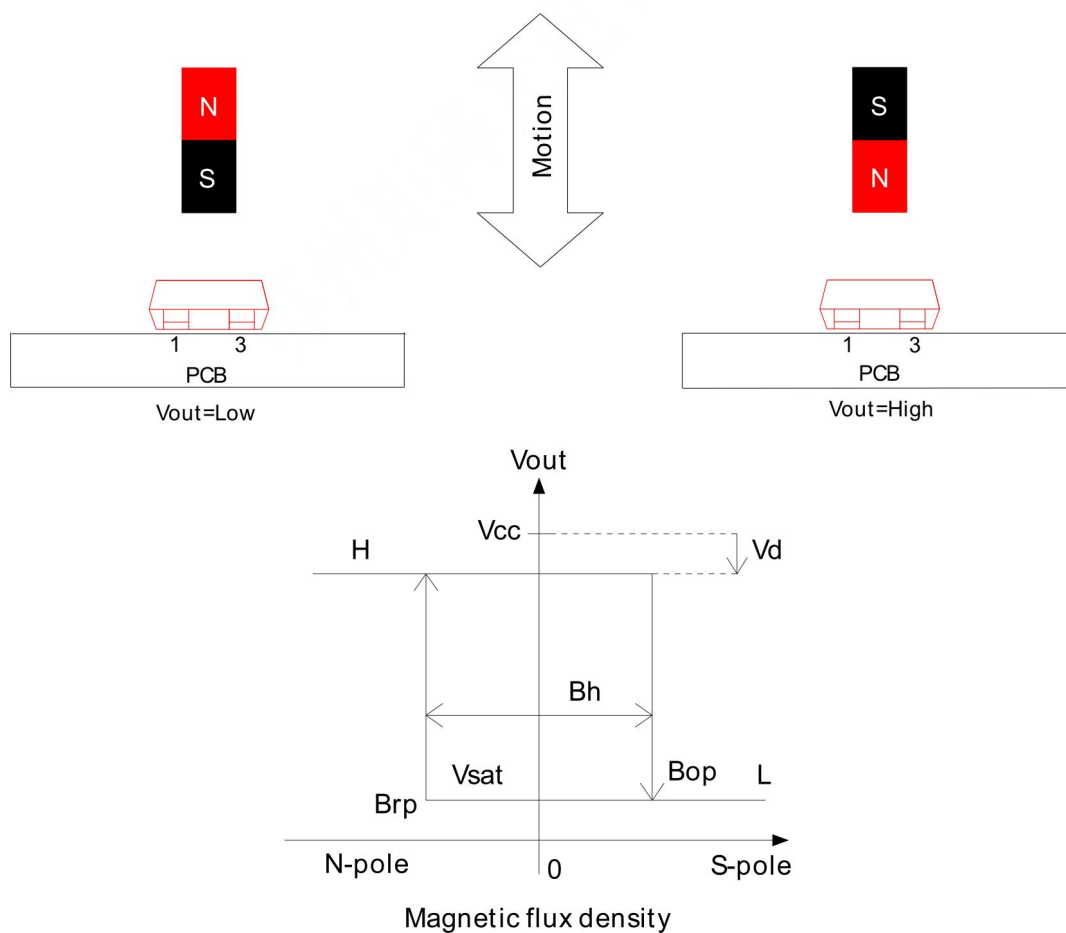 N
S
Motion
S
N
1 3
PCB
Vout=Low
1 3
PCB
Vout=High
Vout
Vcc
H
Vd
Bh
Vsat
Bop
L
Brp
N-pole
0
S-pole
Magnetic flux density